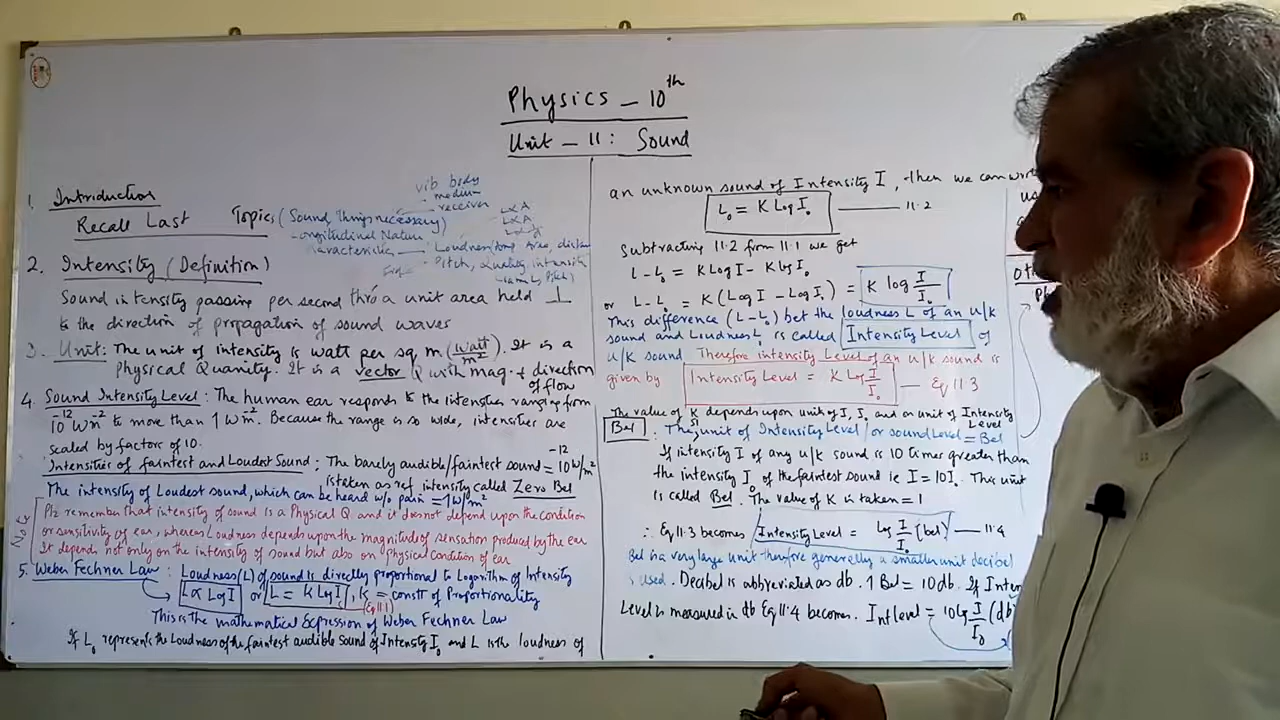 Physics - 10th
Unit - 11: Sound
1. Introduction
Recall Last Topics (Sound, Things necessary)
vib body
- medium
- receiver
Longitudinal Nature
Characteristics
Loudness (Amp, Area, distan
Pitch, Quality, intensity
L∝A
L∝A
2. Intensity (Definition)
Sound intensity passing per second thro a unit area held ⊥
to the direction of propagation of sound waves
3. Unit: The unit of intensity is watt per sq m (watt/m²). It is a
Physical Quanity. It is a vector Q with mag. & direction
of flow
4. Sound Intensity Level: The human ear responds to the intensities ranging from
10⁻¹² Wm⁻² to more than 1 Wm⁻². Because the range is so wide, intensities are
scaled by factors of 10.
Intensities of faintest and Loudest Sound: The barely audible/faintest sound = 10⁻¹² W/m²
is taken as ref intensity called Zero Bel
The intensity of Loudest sound, which can be heard w/o pain = 1 W/m²
Note
Plz remember that intensity of sound is a Physical Q and it does not depend upon the condition
or sensitivity of ear, whereas Loudness depends upon the magnitude of sensation produced by the ear
It depends not only on the intensity of sound but also on physical condition of ear
5. Weber Fechner Law: Loudness (L) of sound is directly proportional to Logarithm of Intensity
L ∝ Log I or L = K Log I, K = constt of Proportionality
(Eq 11.1)
This is the mathematical Expression of Weber Fechner Law
If L₀ represents the Loudness of the faintest audible Sound of Intensity I₀ and L is the loudness of
an unknown sound of Intensity I, then we can write
L₀ = K Log I₀ 11.2
Subtracting 11.2 from 11.1 we get
L-L₀ = K Log I - K log I₀
or L-L₀ = K (Log I - Log I₀) = K log I/I₀
This difference (L-L₀) bet the loudness L of an u/k
sound and Loudness L₀ is called Intensity Level of
u/k sound Therefore intensity Level of an u/k sound is
given by Intensity Level = K Log I/I₀ — Eq 11.3
The value of K depends upon unit of I, I₀ and on unit of Intensity
Level
Bel: The SI unit of Intensity Level / or sound Level = Bel
If intensity I of any u/k sound is 10 times greater than
the intensity I₀ of the faintest sound ie I = 10I₀. This unit
is called Bel. The value of K is taken = 1
∴ Eq 11.3 becomes Intensity Level = log I/I₀ (bel) — 11.4
Bel is a very large unit therefore generally a smaller unit decibel
is used. Decibel is abbreviated as db. 1 Bel = 10 db. If Inten
Level is measured in db Eq 11.4 becomes. Int level = 10 log I/I₀ (db)